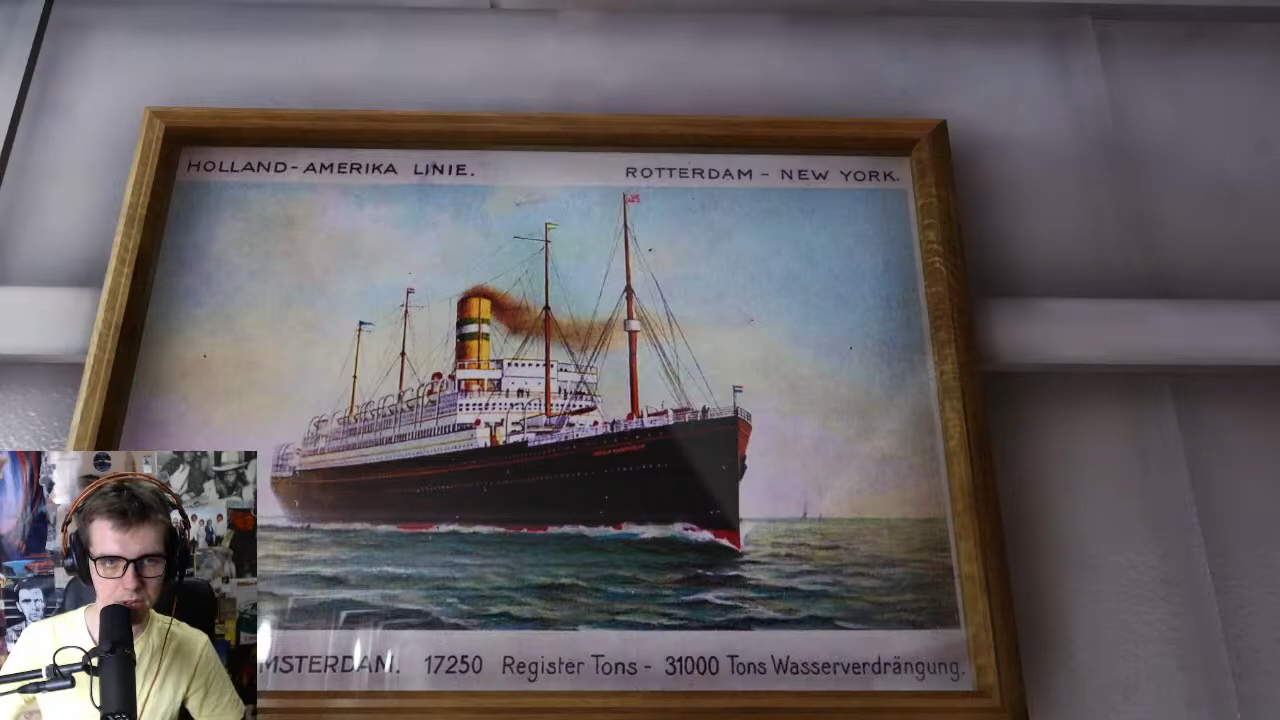 HOLLAND-AMERIKA LINIE. ROTTERDAM - NEW YORK.
MSTERDAM. 17250 Register Tons - 31000 Tons Wasserverdrängung.